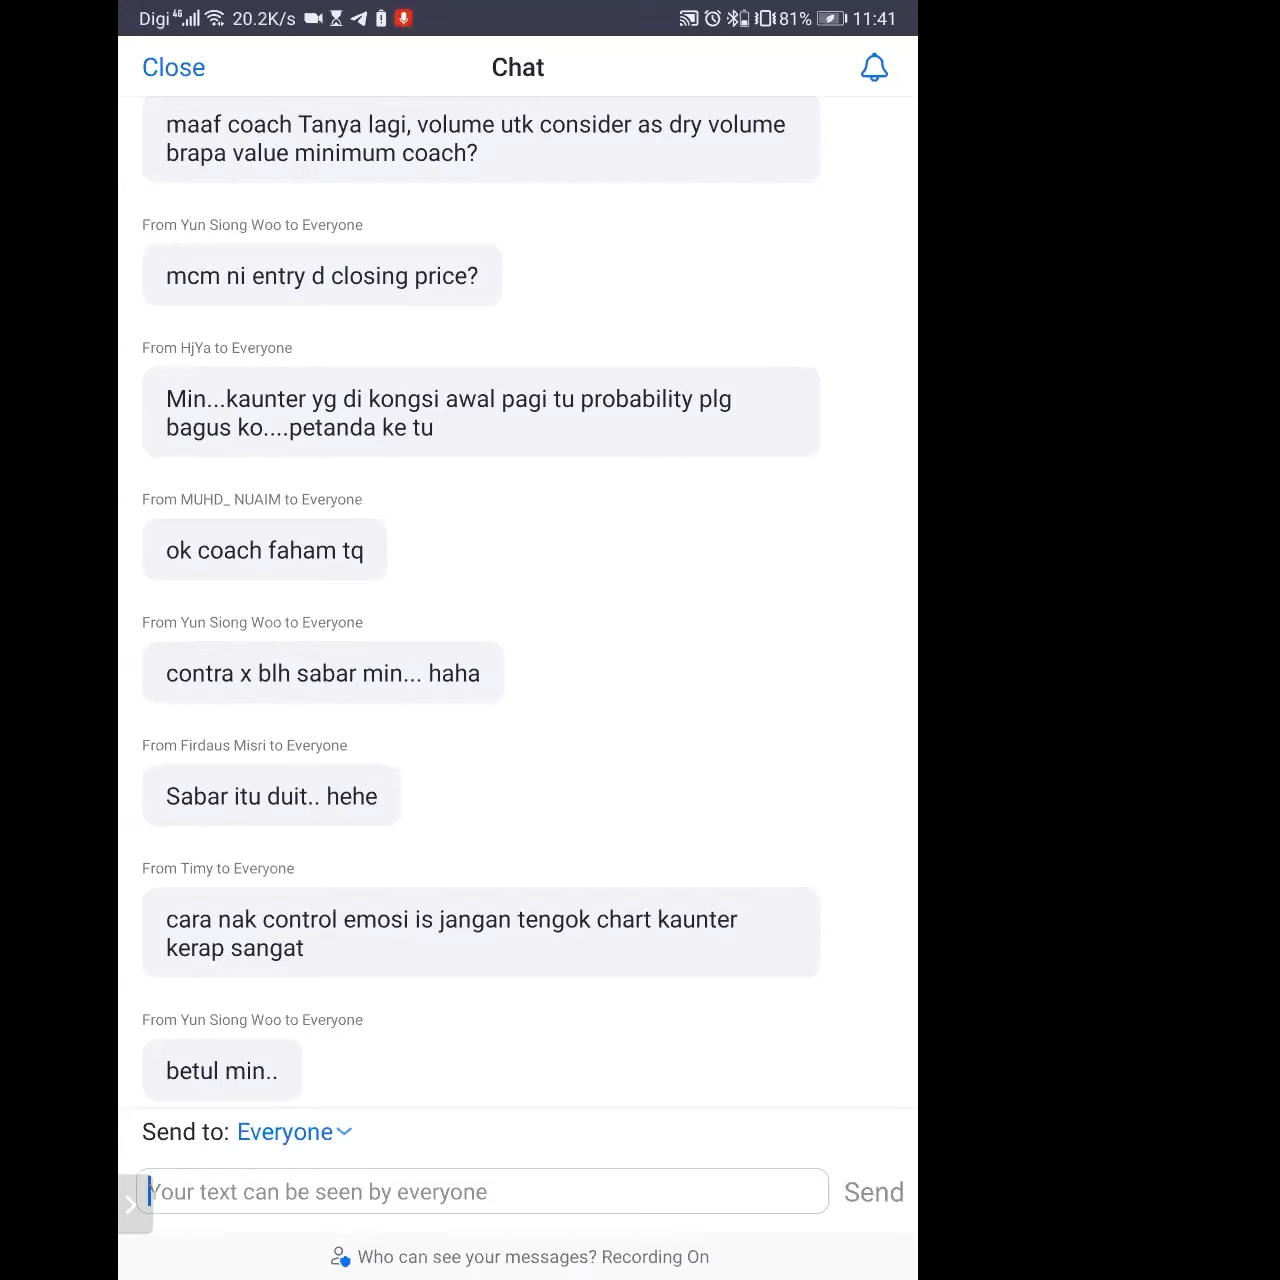 Digi 4G 20.2K/s 81% 11:41
Close Chat
maaf coach Tanya lagi, volume utk consider as dry volume
brapa value minimum coach?
From Yun Siong Woo to Everyone
mcm ni entry d closing price?
From HjYa to Everyone
Min...kaunter yg di kongsi awal pagi tu probability plg
bagus ko....petanda ke tu
From MUHD_ NUAIM to Everyone
ok coach faham tq
From Yun Siong Woo to Everyone
contra x blh sabar min... haha
From Firdaus Misri to Everyone
Sabar itu duit.. hehe
From Timy to Everyone
cara nak control emosi is jangan tengok chart kaunter
kerap sangat
From Yun Siong Woo to Everyone
betul min..
Send to: Everyone
Your text can be seen by everyone Send
Who can see your messages? Recording On